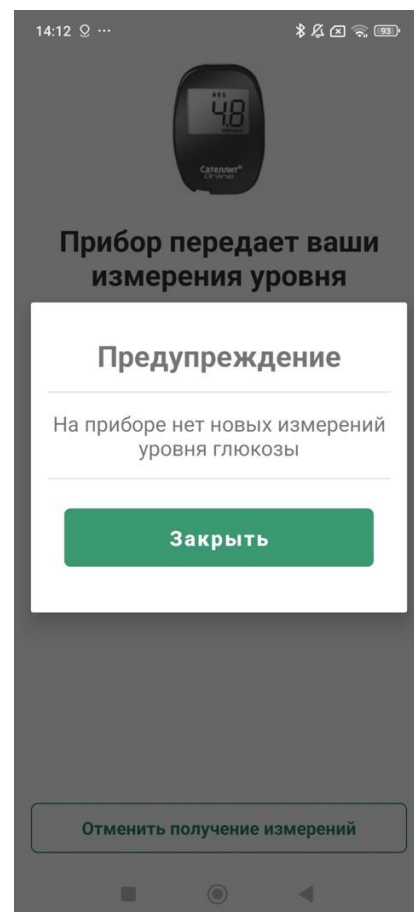 14:12
93
4.8
Сателлит®
Online
Прибор передает ваши
измерения уровня
Предупреждение
На приборе нет новых измерений
уровня глюкозы
Закрыть
Отменить получение измерений